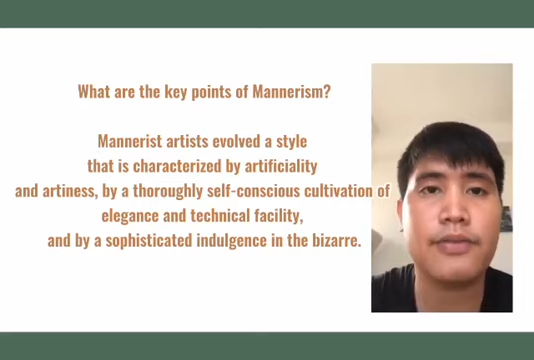 What are the key points of Mannerism?
Mannerist artists evolved a style
that is characterized by artificiality
and artiness, by a thoroughly self-conscious cultivation of
elegance and technical facility,
and by a sophisticated indulgence in the bizarre.